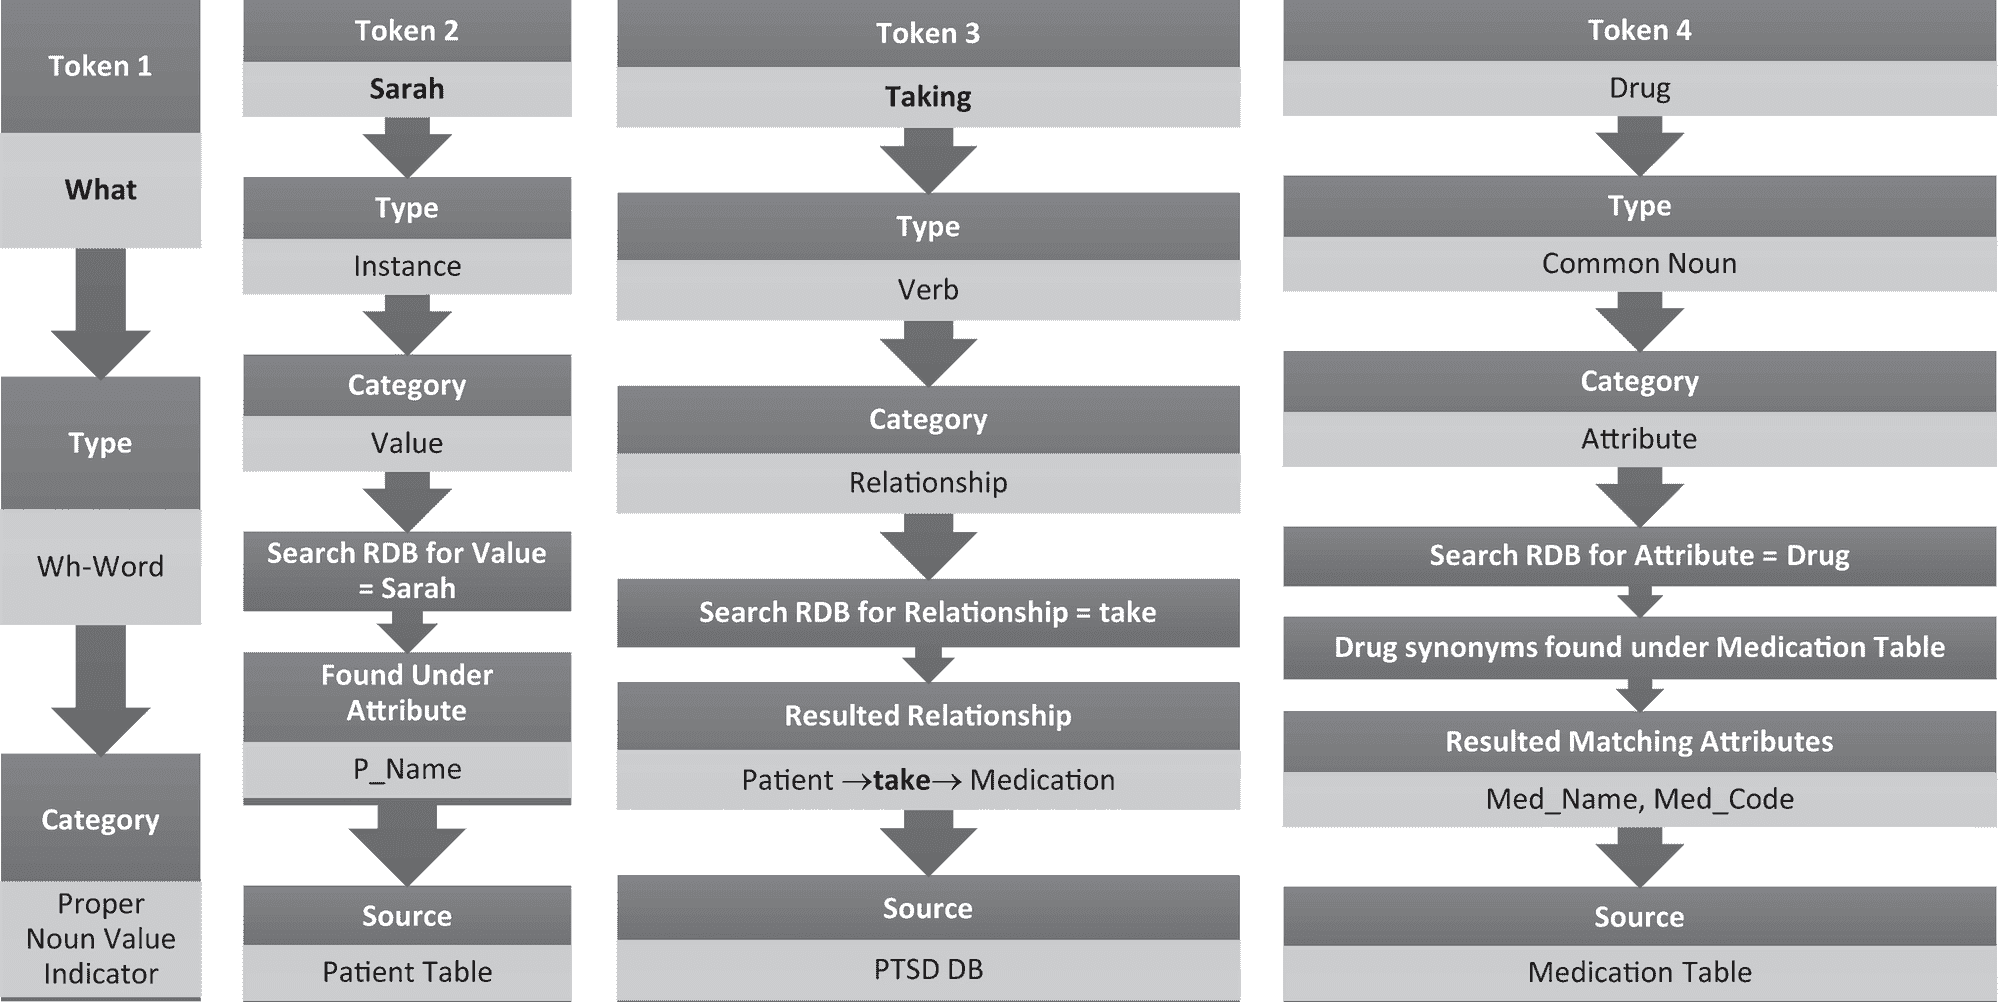 Token 1
What
Type
Wh-Word
Category
Proper
Noun Value
Indicator
Token 2
Sarah
Type
Instance
Category
Value
Search RDB for Value
= Sarah
Found Under
Attribute
P_Name
Source
Patient Table
Token 3
Taking
Type
Verb
Category
Relationship
Search RDB for Relationship = take
Resulted Relationship
Patient →take→ Medication
Source
PTSD DB
Token 4
Drug
Type
Common Noun
Category
Attribute
Search RDB for Attribute = Drug
Drug synonyms found under Medication Table
Resulted Matching Attributes
Med_Name, Med_Code
Source
Medication Table